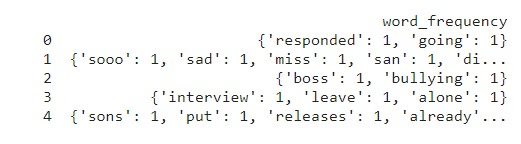 word_frequency
0 {'responded': 1, 'going': 1}
1 {'sooo': 1, 'sad': 1, 'miss': 1, 'san': 1, 'di...
2 {'boss': 1, 'bullying': 1}
3 {'interview': 1, 'leave': 1, 'alone': 1}
4 {'sons': 1, 'put': 1, 'releases': 1, 'already'...